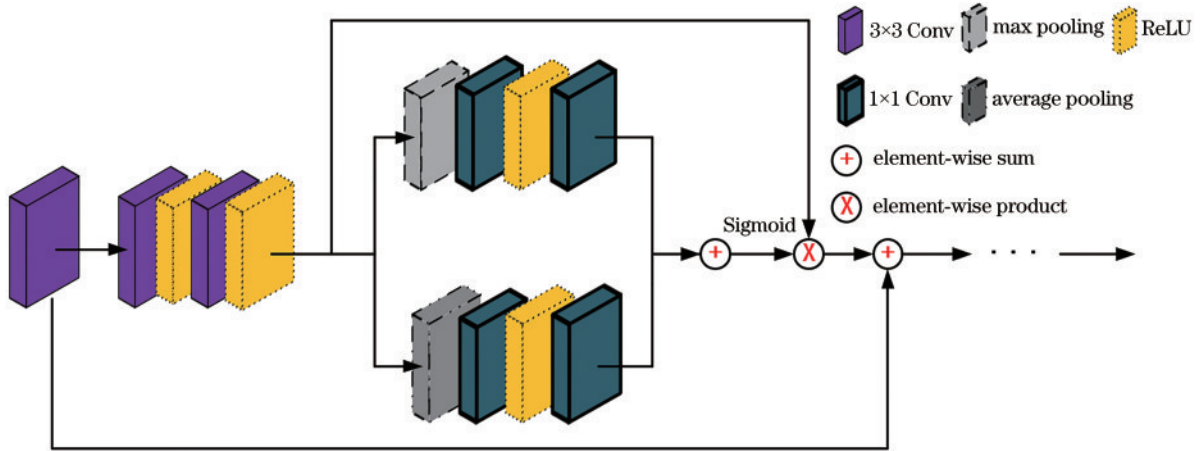 3×3 Conv
max pooling
ReLU
1×1 Conv
average pooling
+ element-wise sum
X element-wise product
Sigmoid
+
X
+
· · ·